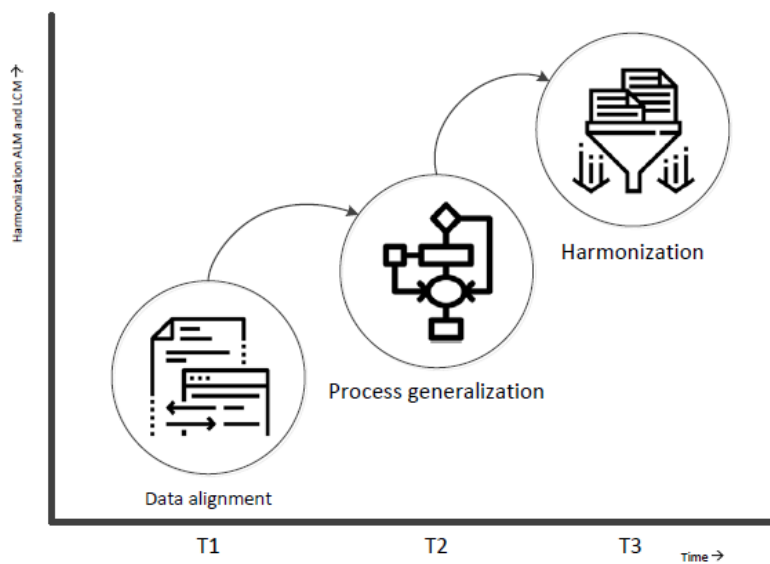 Harmonization ALM and LCM →
Harmonization
Process generalization
Data alignment
T1
T2
T3
Time →